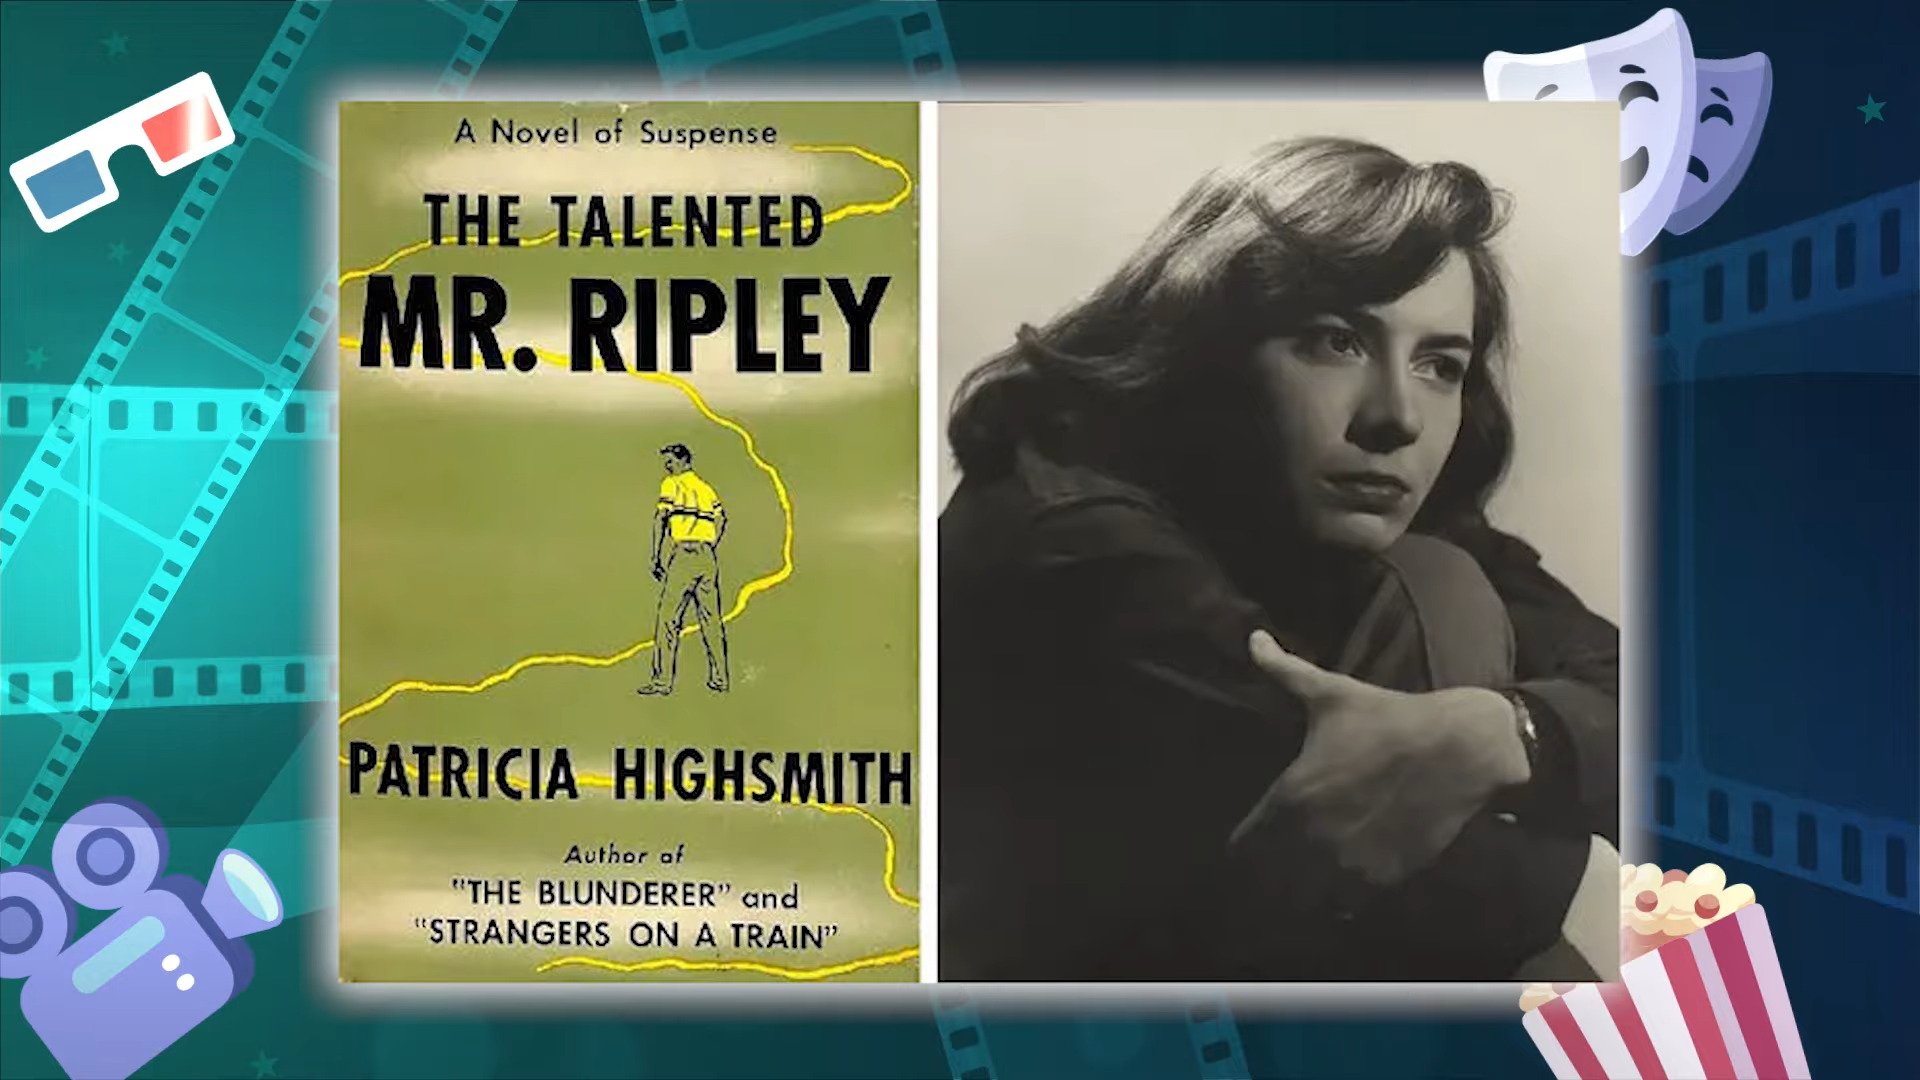 A Novel of Suspense
THE TALENTED
MR. RIPLEY
PATRICIA HIGHSMITH
Author of
"THE BLUNDERER" and
"STRANGERS ON A TRAIN"